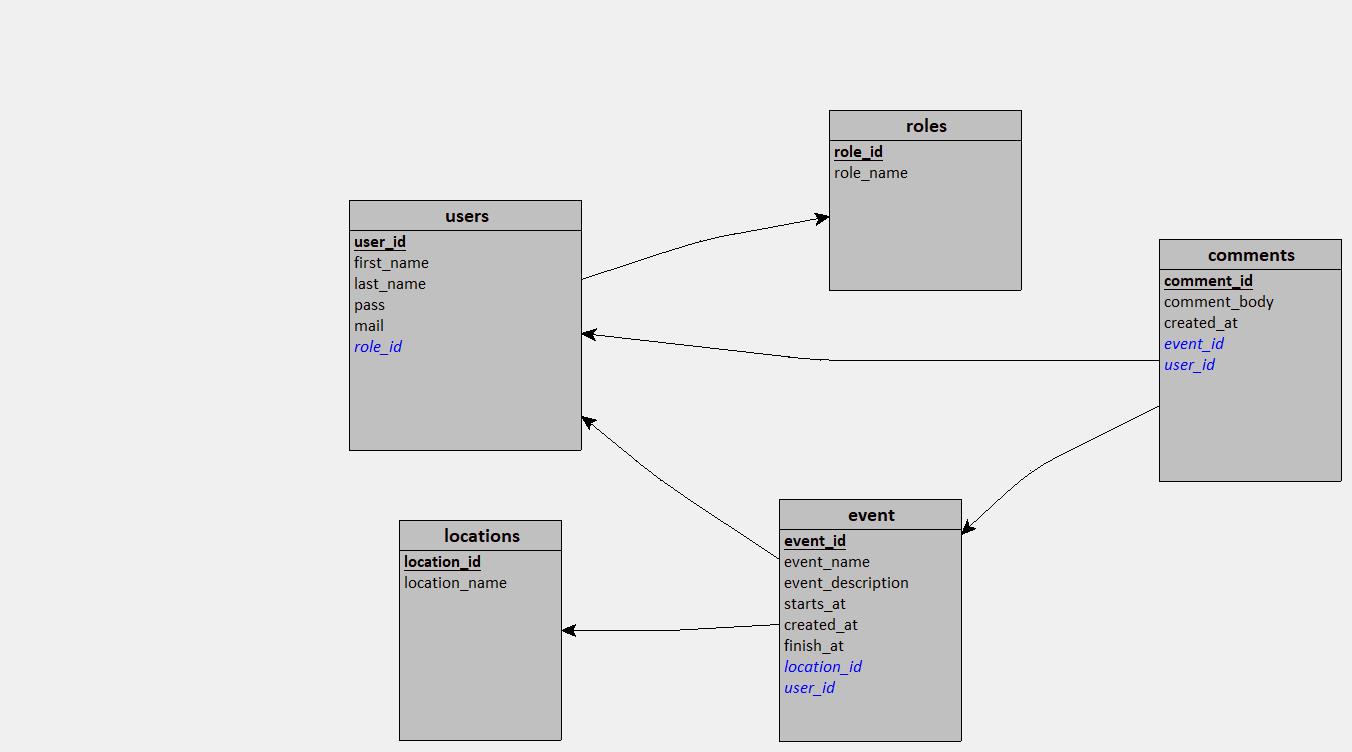 roles
role_id
role_name
users
user_id
first_name
last_name
pass
mail
role_id
comments
comment_id
comment_body
created_at
event_id
user_id
locations
location_id
location_name
event
event_id
event_name
event_description
starts_at
created_at
finish_at
location_id
user_id